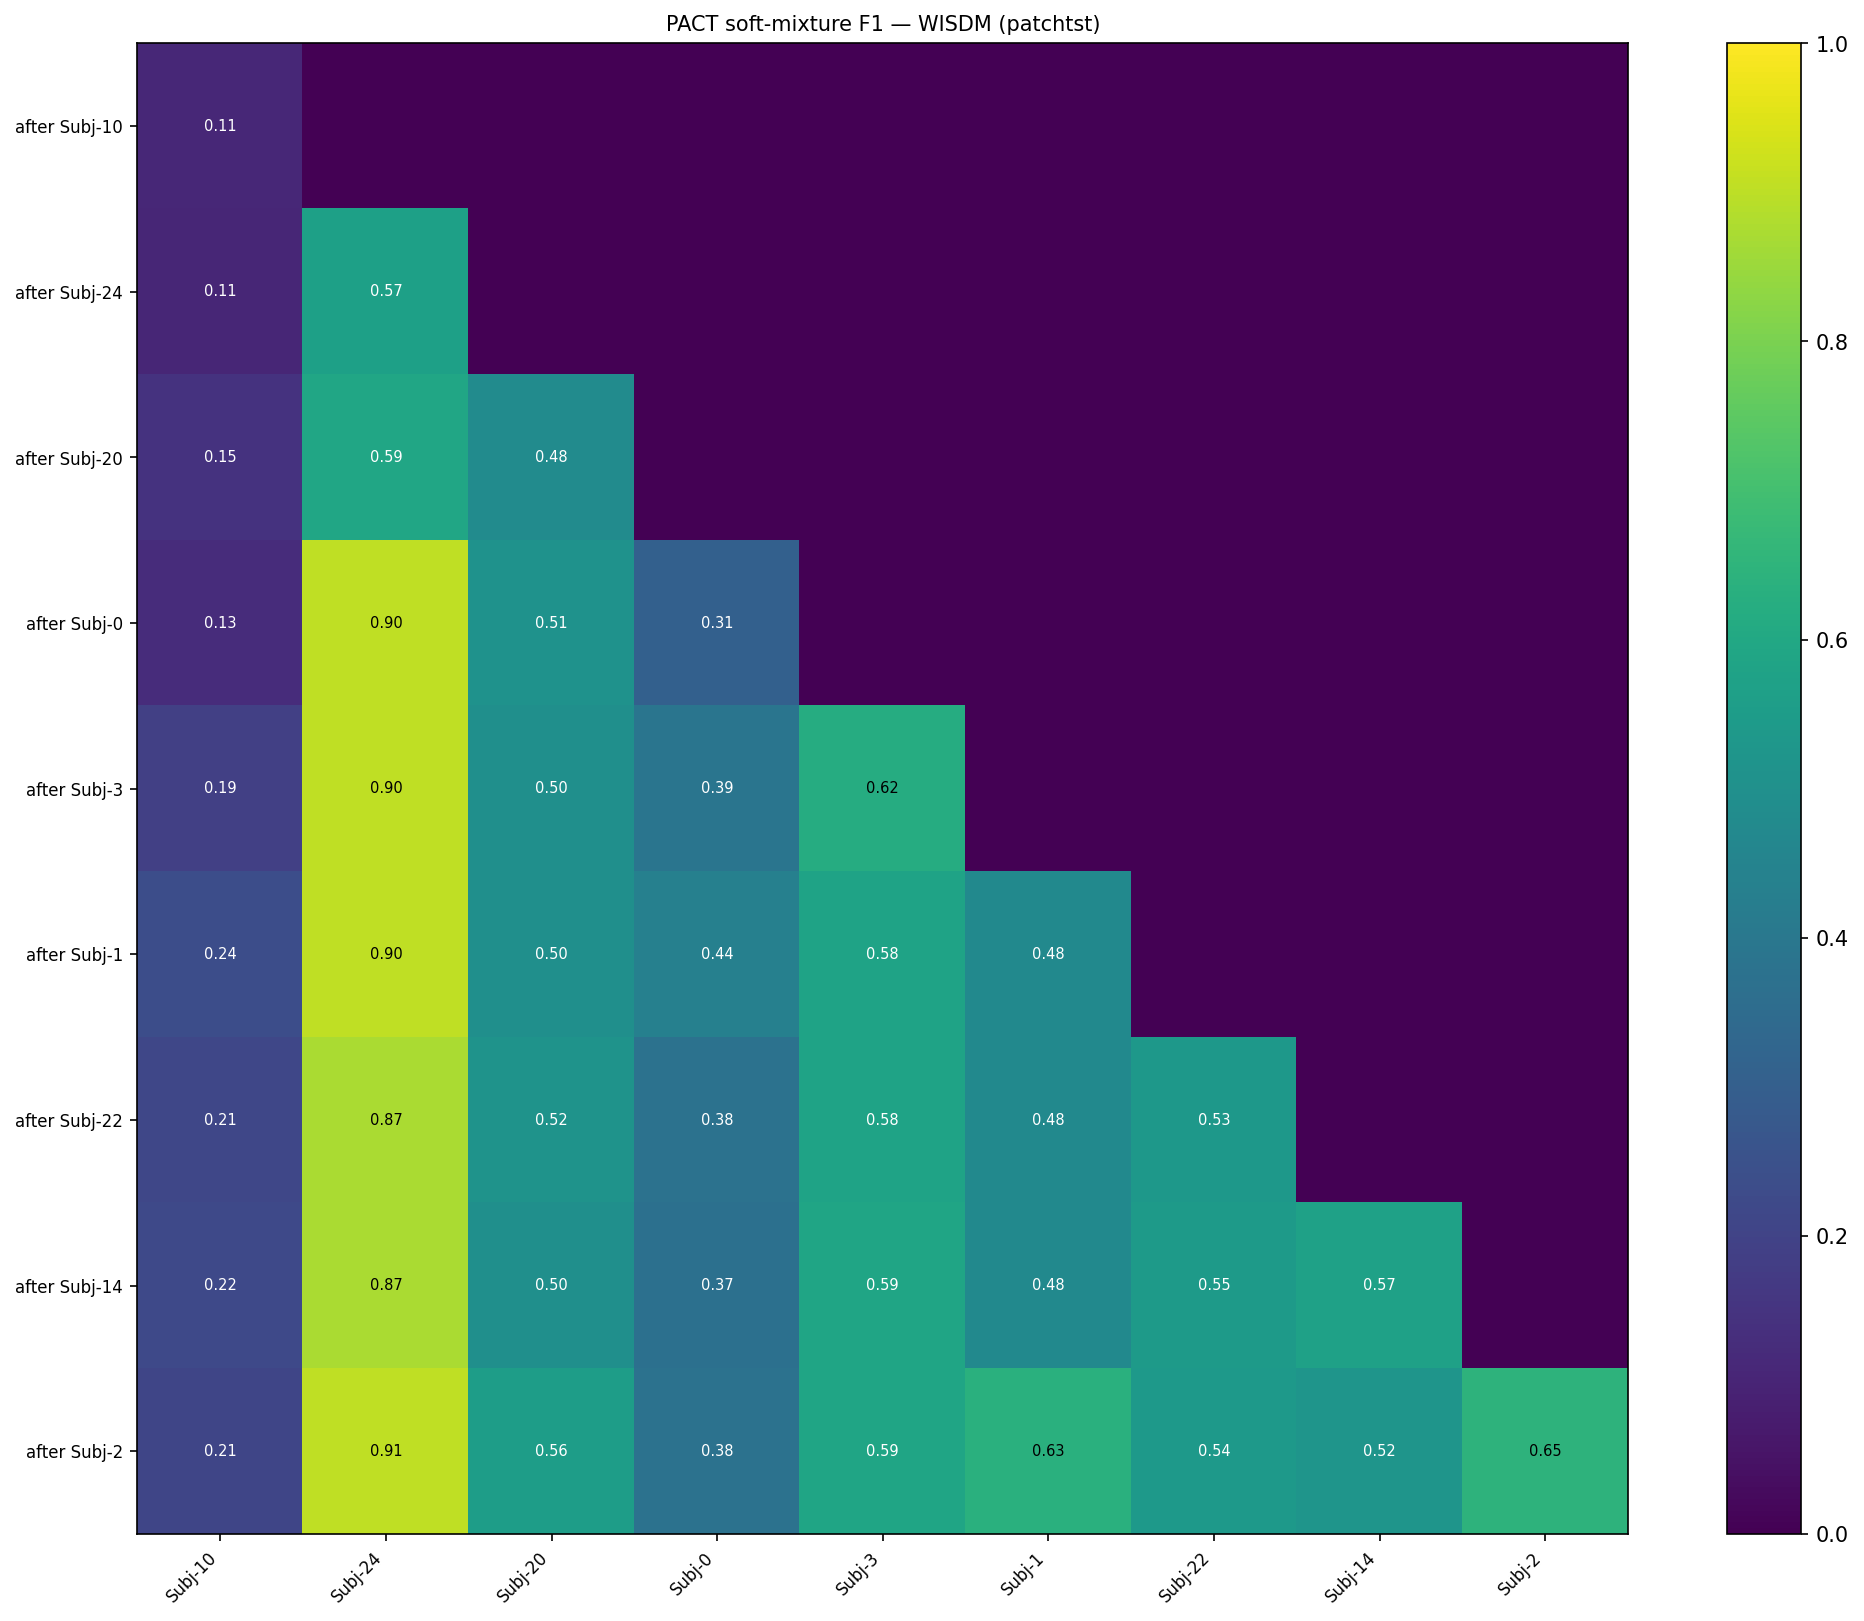 PACT soft-mixture F1 — WISDM (patchtst)
after Subj-10 0.11
after Subj-24 0.11 0.57
after Subj-20 0.15 0.59 0.48
after Subj-0 0.13 0.90 0.51 0.31
after Subj-3 0.19 0.90 0.50 0.39 0.62
after Subj-1 0.24 0.90 0.50 0.44 0.58 0.48
after Subj-22 0.21 0.87 0.52 0.38 0.58 0.48 0.53
after Subj-14 0.22 0.87 0.50 0.37 0.59 0.48 0.55 0.57
after Subj-2 0.21 0.91 0.56 0.38 0.59 0.63 0.54 0.52 0.65
Subj-10 Subj-24 Subj-20 Subj-0 Subj-3 Subj-1 Subj-22 Subj-14 Subj-2
1.0
0.8
0.6
0.4
0.2
0.0